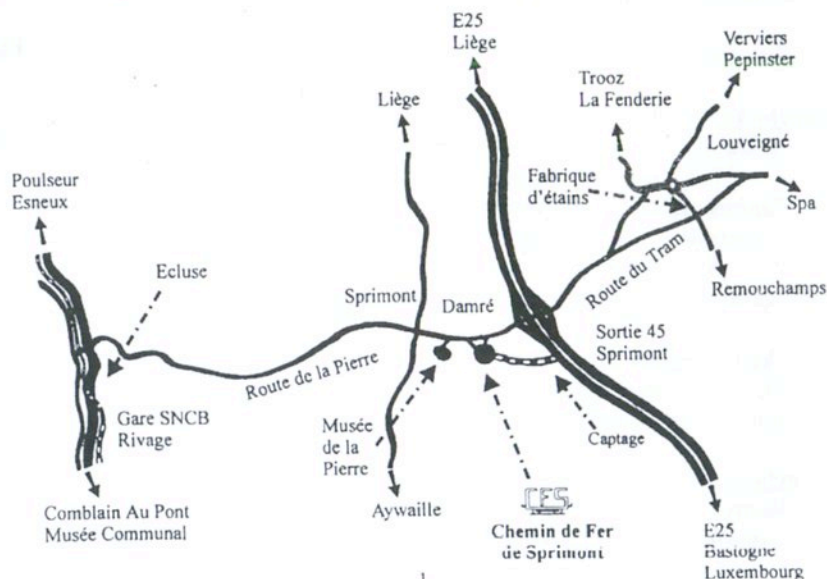 E25
Liège
Verviers
Pepinster
Trooz
La Fenderie
Liège
Louveigné
Poulseur
Esneux
Fabrique
d'étains
Spa
Ecluse
Route du Tram
Remouchamps
Sprimont
Damré
Sortie 45
Sprimont
Route de la Pierre
Gare SNCB
Rivage
Musée
de la
Pierre
Captage
Comblain Au Pont
Musée Communal
Aywaille
CFS
Chemin de Fer
de Sprimont
E25
Bastogne
Luxembourg